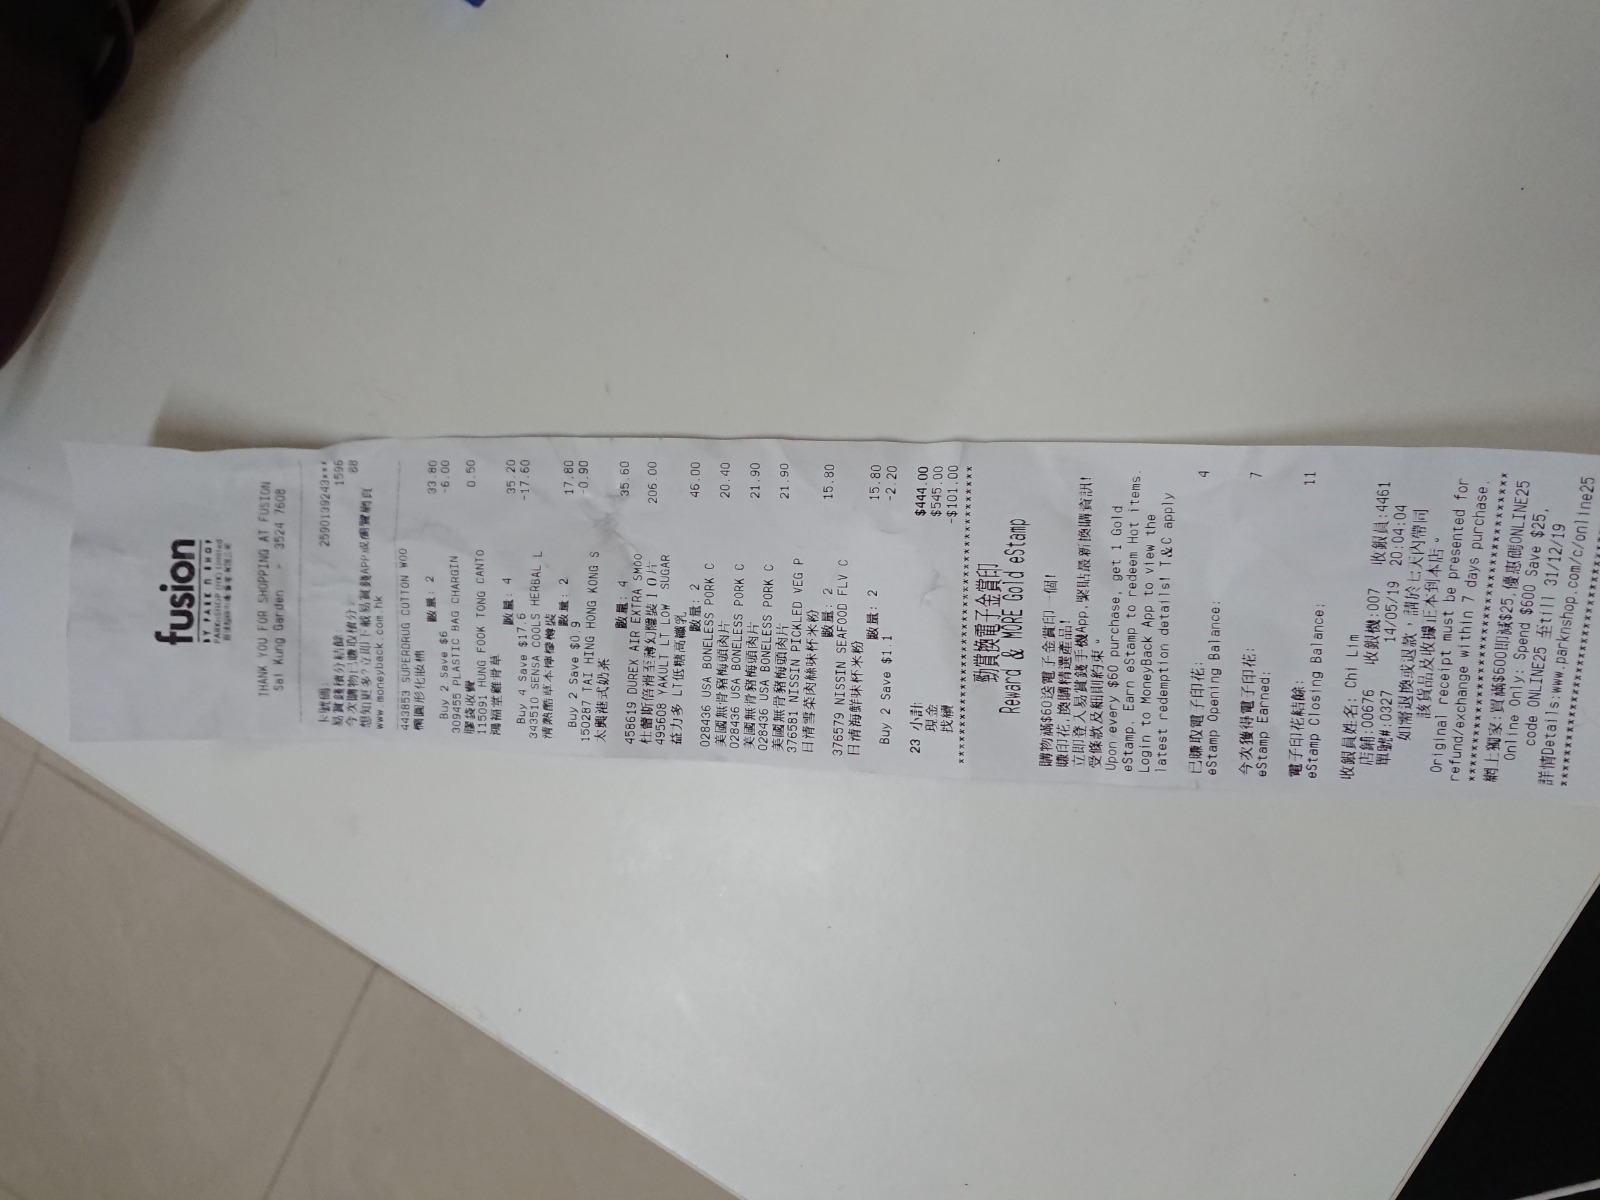 fusion
BY PARK n SHOP
PARKnSHOP (HK) Limited
THANK YOU FOR SHOPPING AT FUSION
Sai Kung Garden - 3524 7608
卡號碼: 2590139243***
易賞錢積分結餘 1596
今次購物已賺取積分: 88
想知更多?立即下載易賞錢APP或瀏覽網頁
www.moneyback.com.hk
443853 SUPERDRUG COTTON WOO
橢圓形化妝棉
數量: 2 33.80
Buy 2 Save $6 -6.00
309455 PLASTIC BAG CHARGIN
膠袋收費 0.50
115091 HUNG FOOK TONG CANTO
鴻福堂雞骨草
數量: 4 35.20
Buy 4 Save $17.6 -17.60
343510 SENSA COOLS HERBAL L
清熱酷草本檸檬樽裝
數量: 2 17.80
Buy 2 Save $0.9 -0.90
150287 TAI HING HONG KONG S
太興港式奶茶
數量: 4 35.60
458619 DUREX AIR EXTRA SMOO
杜蕾斯倍滑至薄幻隱裝10片 206.00
495608 YAKULT LT LOW SUGAR
益力多LT低糖高纖乳
數量: 2 46.00
028436 USA BONELESS PORK C
美國無骨豬梅頭肉片 20.40
028436 USA BONELESS PORK C
美國無骨豬梅頭肉片 21.90
028436 USA BONELESS PORK C
美國無骨豬梅頭肉片 21.90
376581 NISSIN PICKLED VEG P
日清雪菜肉絲味杯米粉
數量: 2 15.80
376579 NISSIN SEAFOOD FLV C
日清海鮮味杯米粉
數量: 2 15.80
Buy 2 Save $1.1 -2.20
23 小計 $444.00
現金 $545.00
找續 -$101.00
勁賞換電子金賞印
Reward & MORE Gold eStamp
購物滿$60送電子金賞印一個!
賺印花,換購精選產品!
立即登入易賞錢手機App,緊貼最新換購資訊!
受條款及細則約束。
Upon every $60 purchase, get 1 Gold
eStamp. Earn eStamp to redeem Hot items.
Login to MoneyBack App to view the
latest redemption details! T&C apply
已賺取電子印花:
eStamp Opening Balance: 4
今次獲得電子印花:
eStamp Earned: 7
電子印花結餘:
eStamp Closing Balance: 11
收銀員姓名: Chi Lim
店鋪:00676 收銀機:007 收銀員:4461
單號#:0327 14/05/19 20:04:04
如需退換或退款,請於七天內帶同
該貨品及收據正本到本店。
Original receipt must be presented for
refund/exchange within 7 days purchase.
網上獨家:買滿$600即減$25,優惠碼ONLINE25
Online Only: Spend $600 Save $25,
code ONLINE25 至till 31/12/19
詳情Details:www.parknshop.com/c/online25